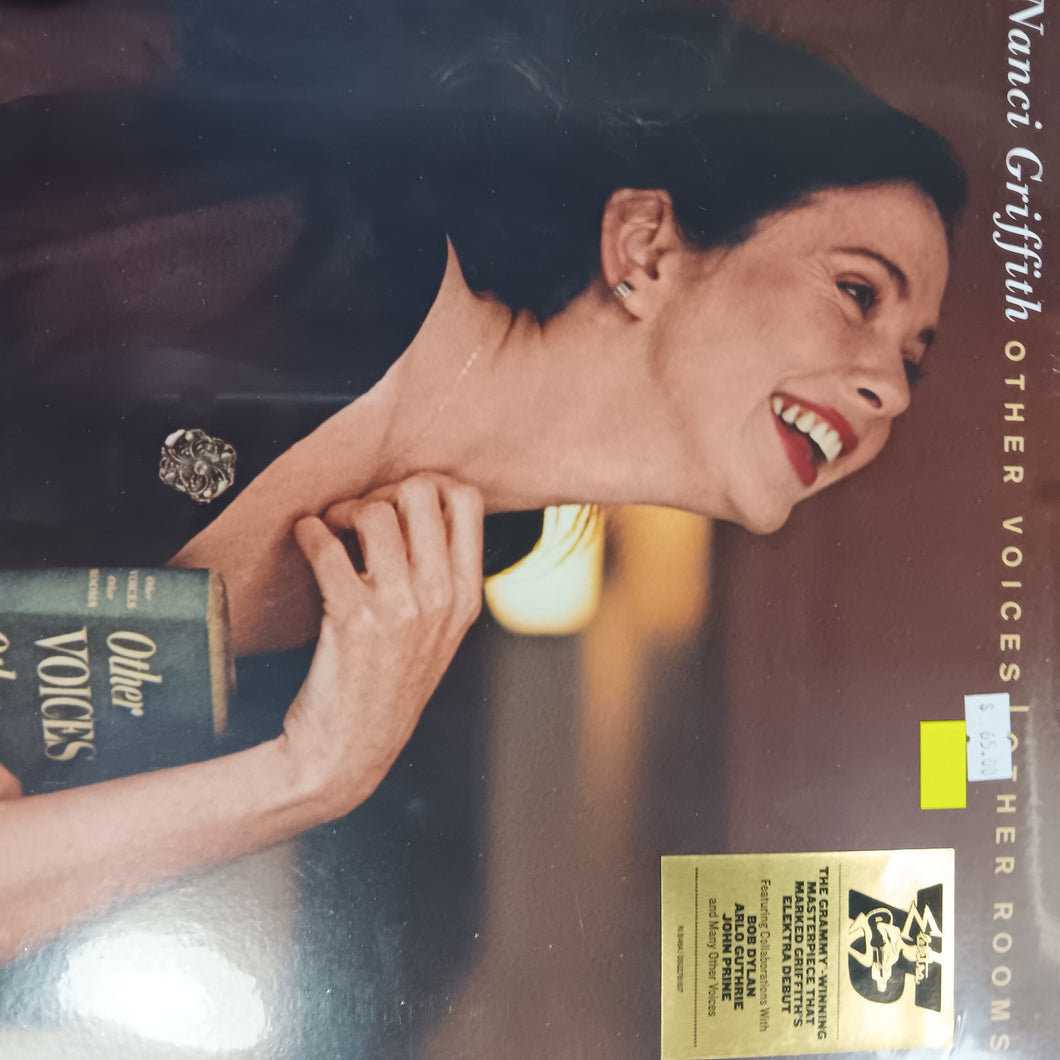 Nanci Griffith OTHER VOICES | OTHER ROOMS
$ 65.00
Other
VOICES
Other
ROOMS
Other
VOICES
Elektra
THE GRAMMY®-WINNING
MASTERPIECE THAT
MARKED GRIFFITH'S
ELEKTRA DEBUT
Featuring Collaborations With
BOB DYLAN
ARLO GUTHRIE
JOHN PRINE
and Many Other Voices